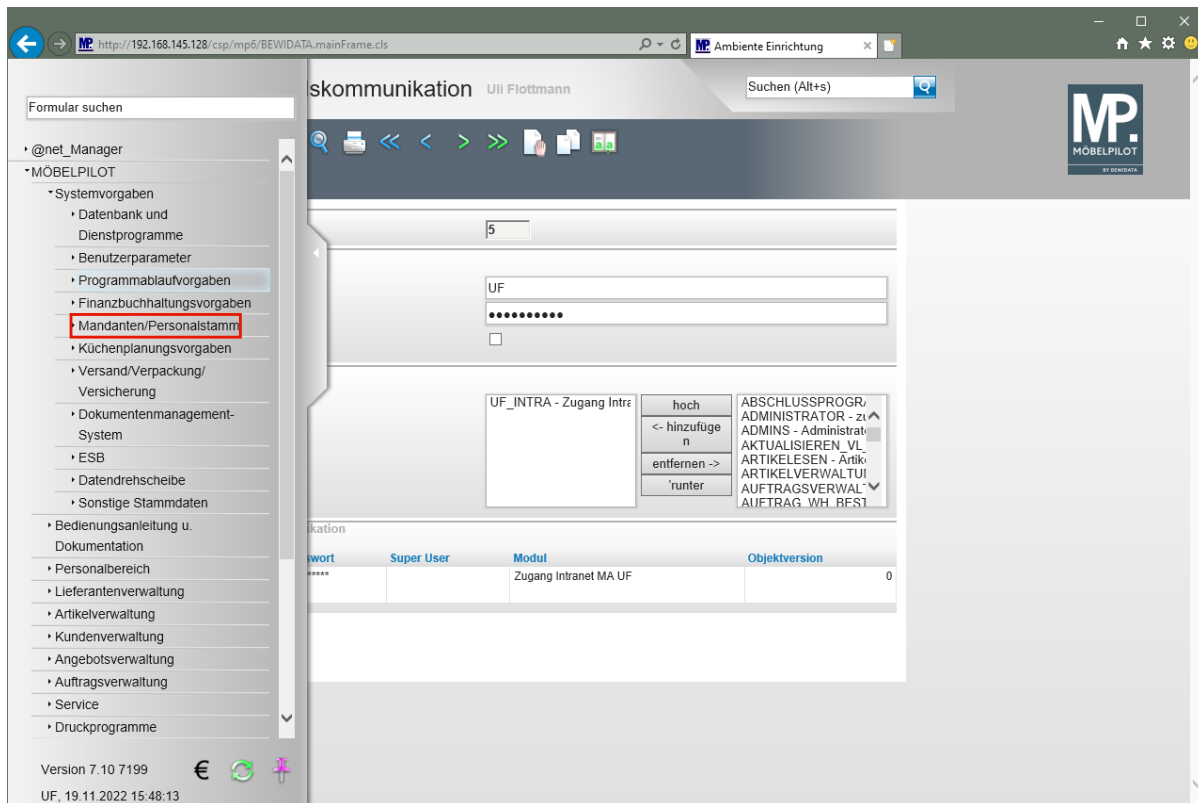 http://192.168.145.128/csp/mp6/BEWIDATA.mainFrame.cls
MP. Ambiente Einrichtung
skommunikation Uli Flottmann
Suchen (Alt+s)
MP.
MÖBELPILOT
BY BEWIDATA
Formular suchen
@net_Manager
MÖBELPILOT
Systemvorgaben
Datenbank und
Dienstprogramme
Benutzerparameter
Programmablaufvorgaben
Finanzbuchhaltungsvorgaben
Mandanten/Personalstamm
Küchenplanungsvorgaben
Versand/Verpackung/
Versicherung
Dokumentenmanagement-
System
ESB
Datendrehscheibe
Sonstige Stammdaten
Bedienungsanleitung u.
Dokumentation
Personalbereich
Lieferantenverwaltung
Artikelverwaltung
Kundenverwaltung
Angebotsverwaltung
Auftragsverwaltung
Service
Druckprogramme
Version 7.10 7199 €
UF, 19.11.2022 15:48:13
5
UF
●●●●●●●●●●
UF_INTRA - Zugang Intra
hoch
<- hinzufüge
n
entfernen ->
'runter
ABSCHLUSSPROGR
ADMINISTRATOR - zu
ADMINS - Administrat
AKTUALISIEREN_VL_
ARTIKELESEN - Artik
ARTIKELVERWALTU
AUFTRAGSVERWAL
AUFTRAG_WH_BEST
ikation
swort Super User Modul Objektversion
***** Zugang Intranet MA UF 0